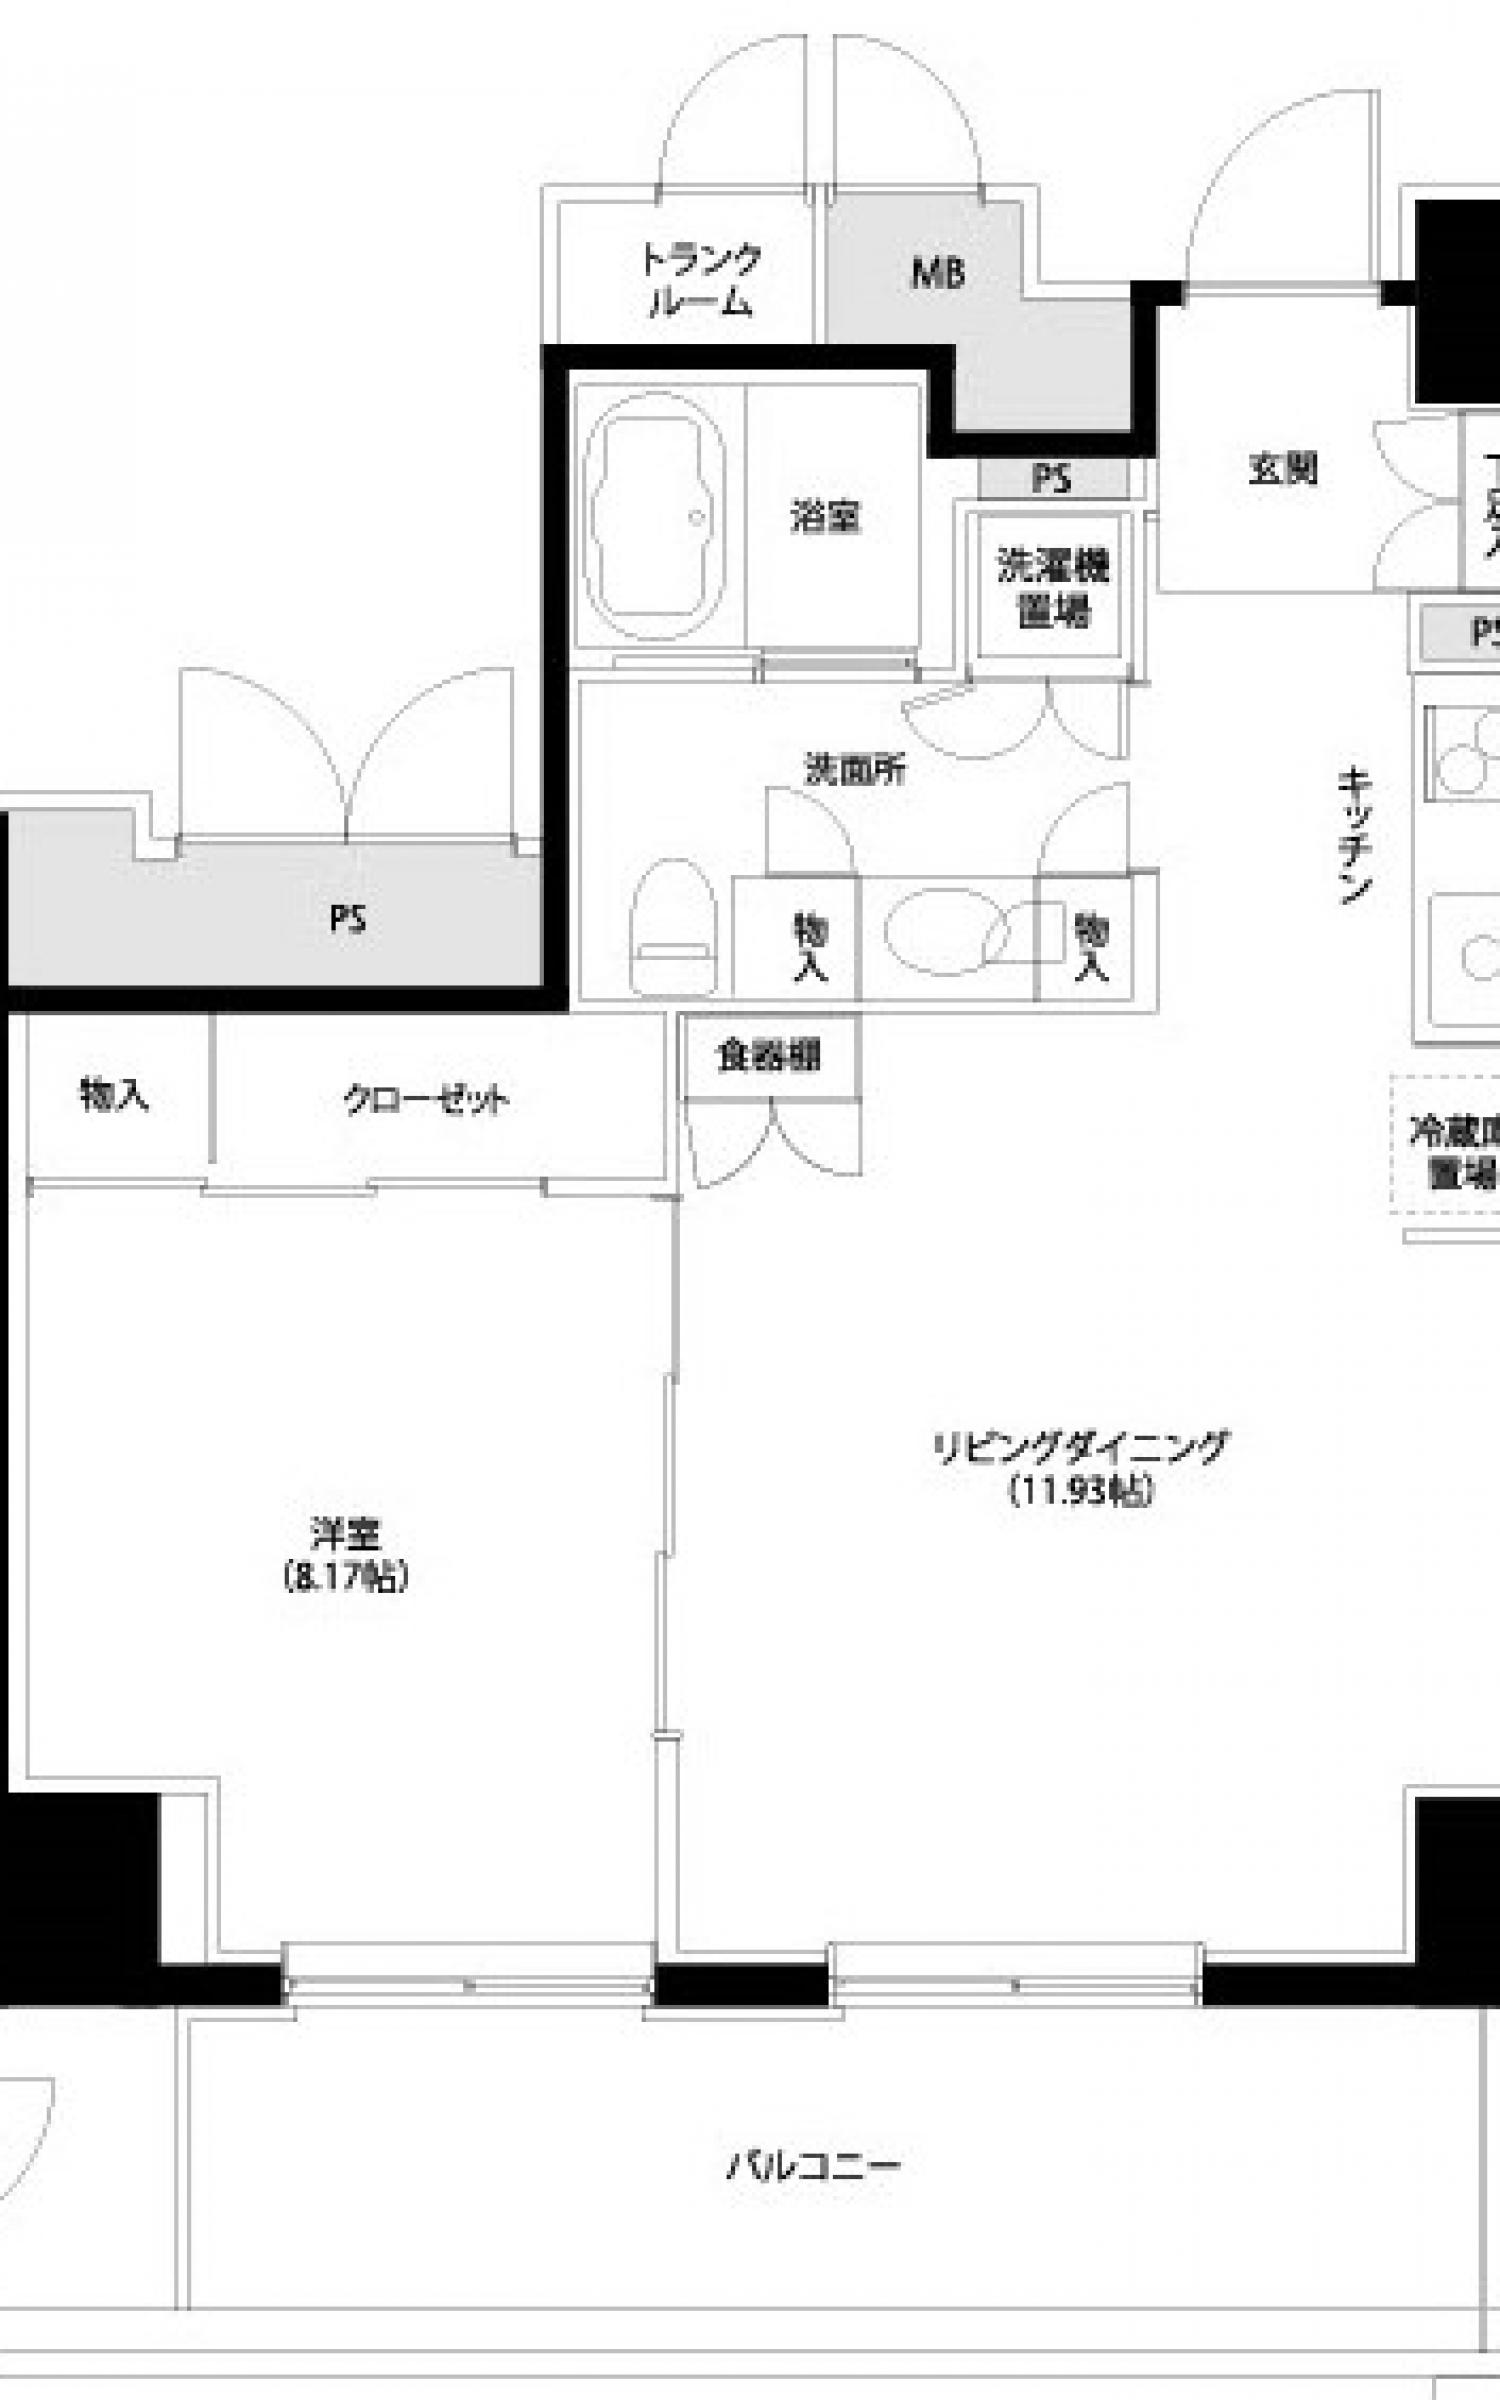 トランク
ルーム
MB
浴室
PS
洗濯機
置場
玄関
洗面所
キッチン
PS
物入
物入
食器棚
物入
クローゼット
冷蔵
置場
リビングダイニング
(11.93帖)
洋室
(8.17帖)
バルコニー